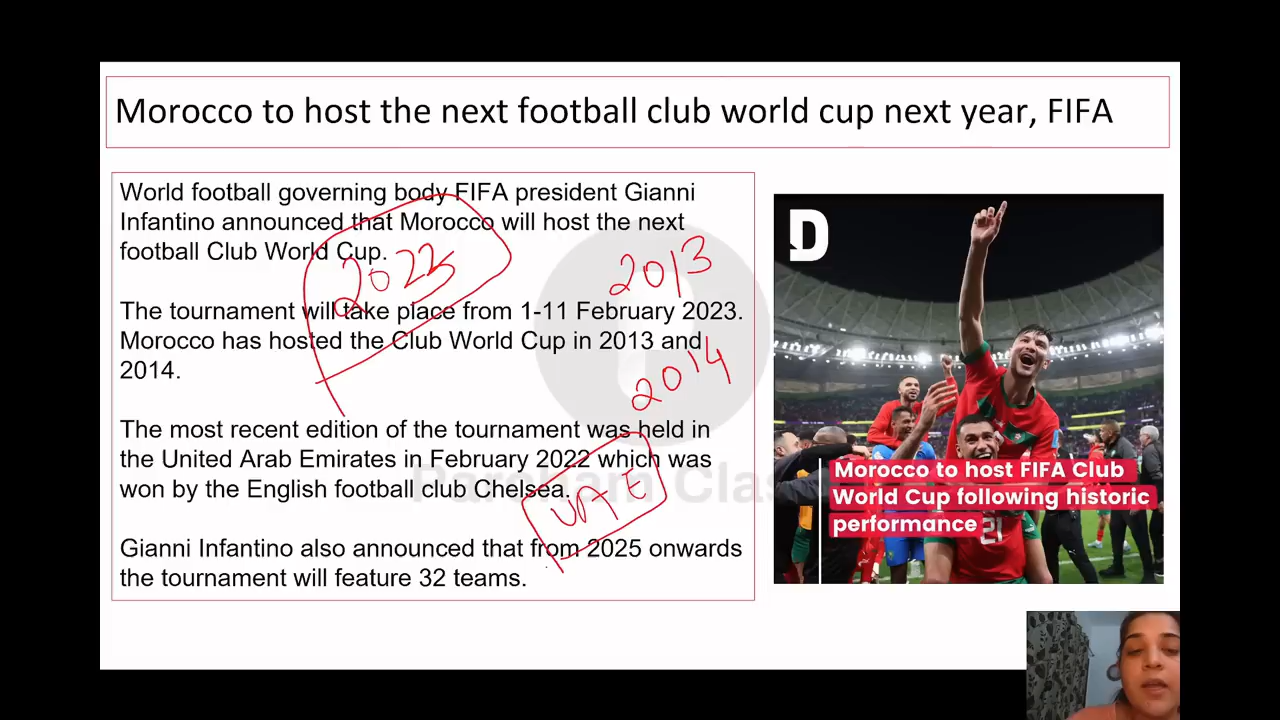 Morocco to host the next football club world cup next year, FIFA
World football governing body FIFA president Gianni
Infantino announced that Morocco will host the next
football Club World Cup.
2022
2013
The tournament will take place from 1-11 February 2023.
Morocco has hosted the Club World Cup in 2013 and
2014.
2014
The most recent edition of the tournament was held in
the United Arab Emirates in February 2022 which was
won by the English football club Chelsea.
UAE
Gianni Infantino also announced that from 2025 onwards
the tournament will feature 32 teams.
D
Morocco to host FIFA Club
World Cup following historic
performance
21